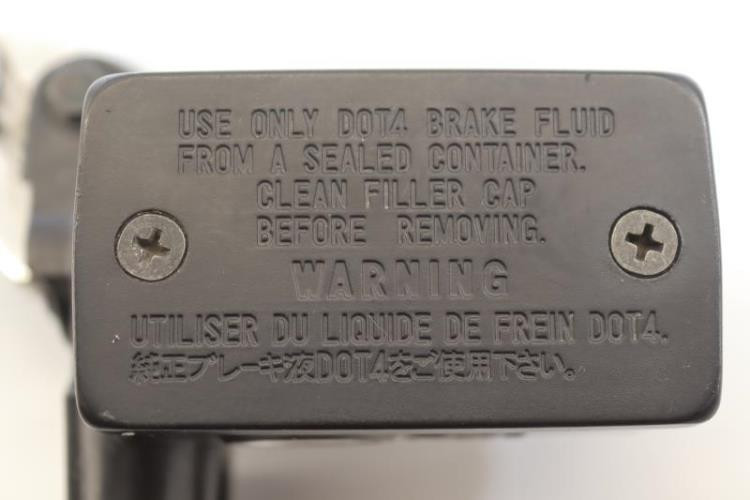 USE ONLY DOT4 BRAKE FLUID
FROM A SEALED CONTAINER.
CLEAN FILLER CAP
BEFORE REMOVING.
WARNING
UTILISER DU LIQUIDE DE FREIN DOT4.
純正ブレーキ液DOT4をご使用下さい。